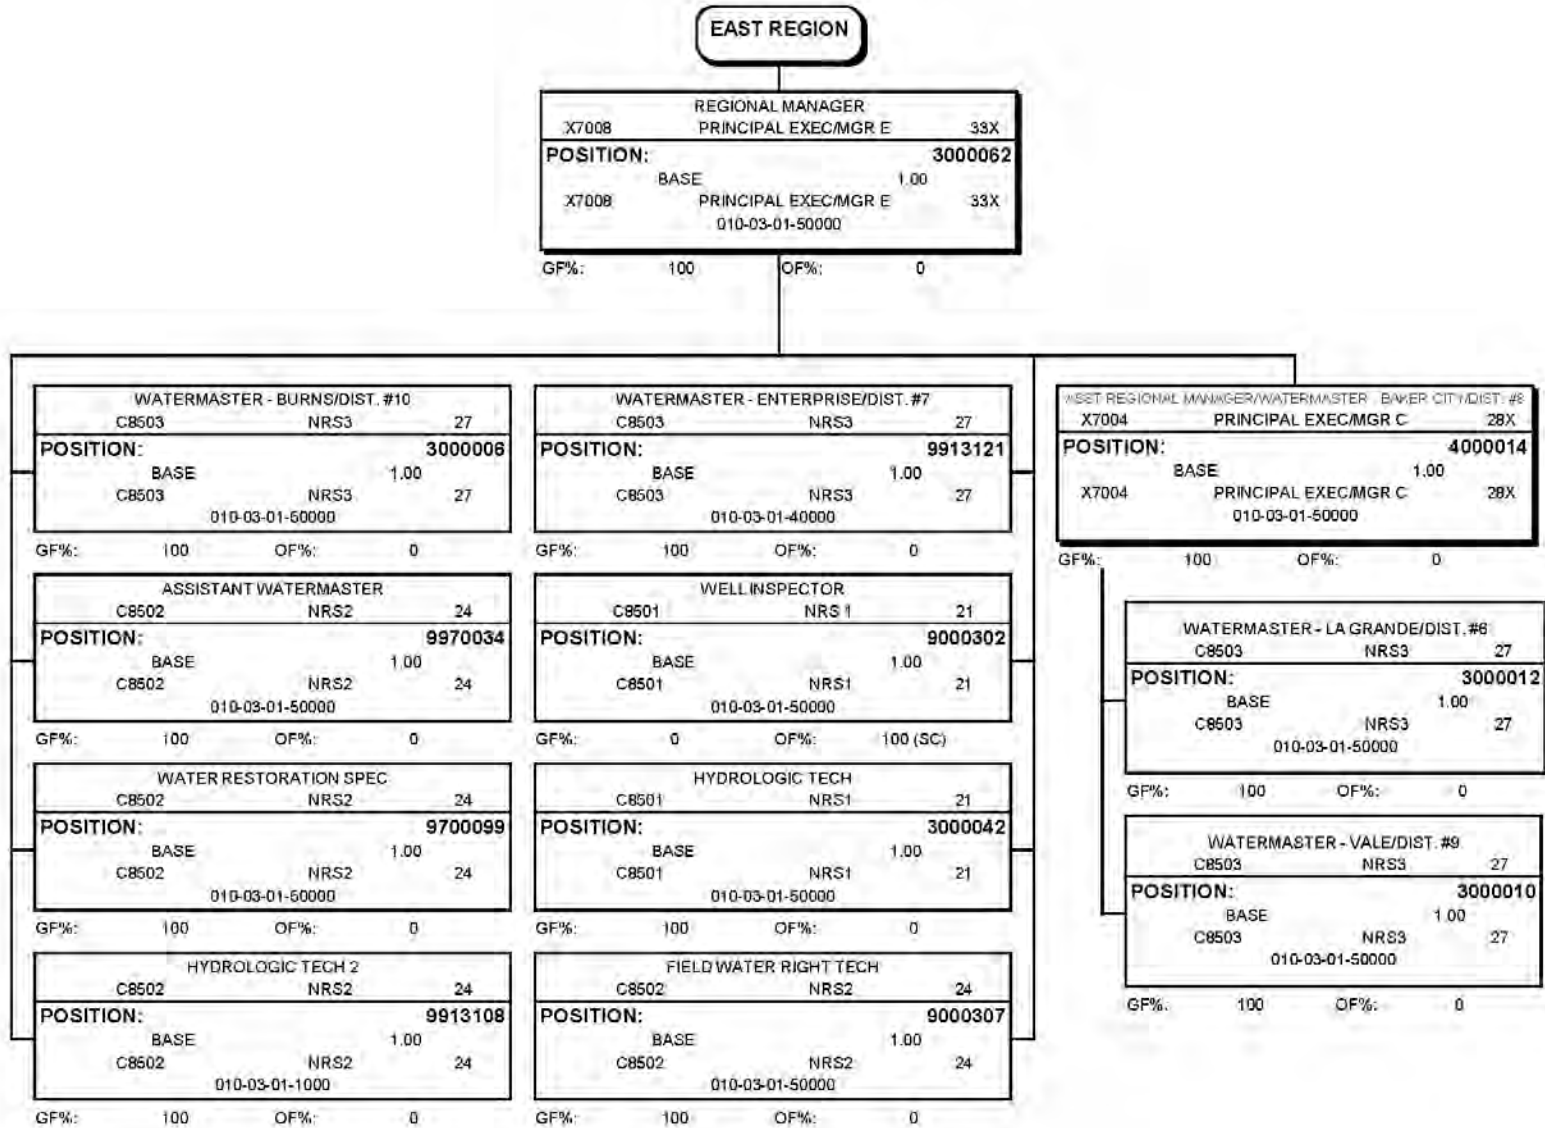 EAST REGION
REGIONAL MANAGER
X7008 PRINCIPAL EXEC/MGR E 33X
POSITION: 3000062
BASE 1.00
X7008 PRINCIPAL EXEC/MGR E 33X
010-03-01-50000
GF%: 100 OF%: 0
WATERMASTER - BURNS/DIST. #10
C8503 NRS3 27
POSITION: 3000006
BASE 1.00
C8503 NRS3 27
010-03-01-50000
GF%: 100 OF%: 0
ASSISTANT WATERMASTER
C8502 NRS2 24
POSITION: 9970034
BASE 1.00
C8502 NRS2 24
010-03-01-50000
GF%: 100 OF%: 0
WATER RESTORATION SPEC
C8502 NRS2 24
POSITION: 9700099
BASE 1.00
C8502 NRS2 24
010-03-01-50000
GF%: 100 OF%: 0
HYDROLOGIC TECH 2
C8502 NRS2 24
POSITION: 9913108
BASE 1.00
C8502 NRS2 24
010-03-01-1000
GF%: 100 OF%: 0
WATERMASTER - ENTERPRISE/DIST. #7
C8503 NRS3 27
POSITION: 9913121
BASE 1.00
C8503 NRS3 27
010-03-01-40000
GF%: 100 OF%: 0
WELL INSPECTOR
C8501 NRS 1 21
POSITION: 9000302
BASE 1.00
C8501 NRS1 21
010-03-01-50000
GF%: 0 OF%: 100 (SC)
HYDROLOGIC TECH
C8501 NRS1 21
POSITION: 3000042
BASE 1.00
C8501 NRS1 21
010-03-01-50000
GF%: 100 OF%: 0
FIELD WATER RIGHT TECH
C8502 NRS2 24
POSITION: 9000307
BASE 1.00
C8502 NRS2 24
010-03-01-50000
GF%: 100 OF%: 0
ASST REGIONAL MANAGER/WATERMASTER - BAKER CITY/DIST. #8
X7004 PRINCIPAL EXEC/MGR C 28X
POSITION: 4000014
BASE 1.00
X7004 PRINCIPAL EXEC/MGR C 28X
010-03-01-50000
GF%: 100 OF%: 0
WATERMASTER - LA GRANDE/DIST. #6
C8503 NRS3 27
POSITION: 3000012
BASE 1.00
C8503 NRS3 27
010-03-01-50000
GF%: 100 OF%: 0
WATERMASTER - VALE/DIST. #9
C8503 NRS3 27
POSITION: 3000010
BASE 1.00
C8503 NRS3 27
010-03-01-50000
GF%: 100 OF%: 0